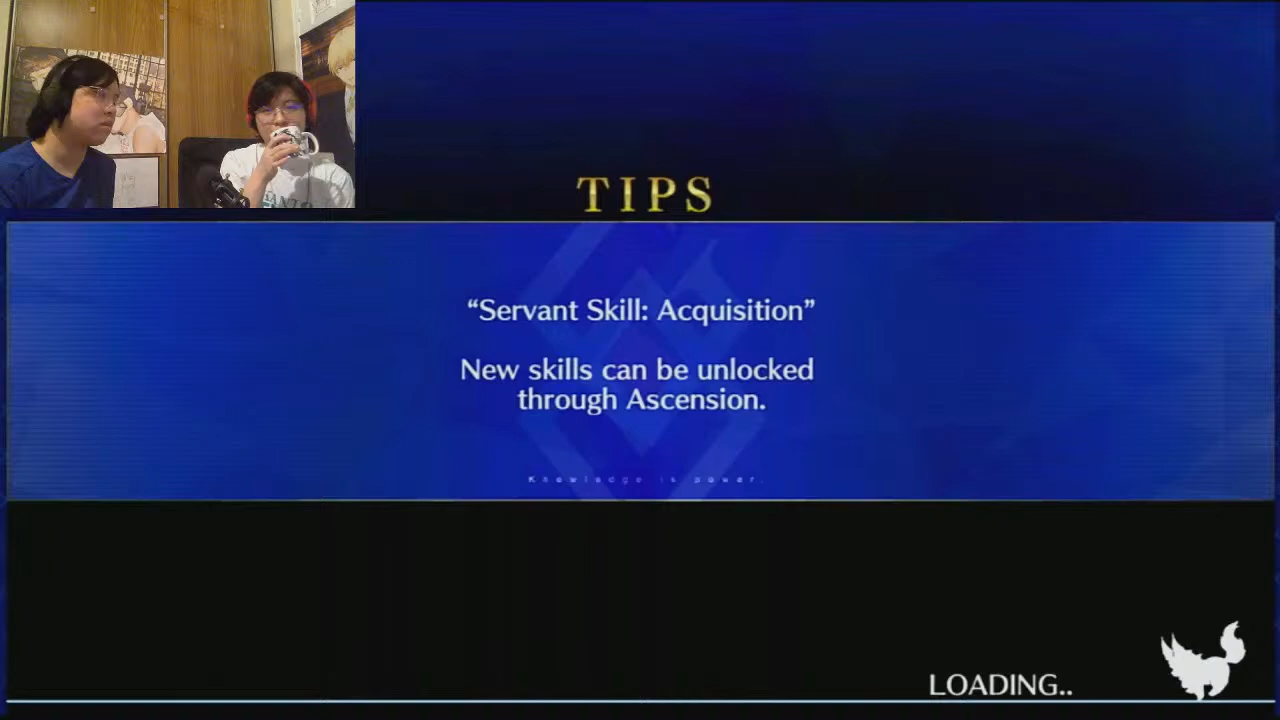 TIPS
“Servant Skill: Acquisition”
New skills can be unlocked
through Ascension.
Knowledge is power.
LOADING..